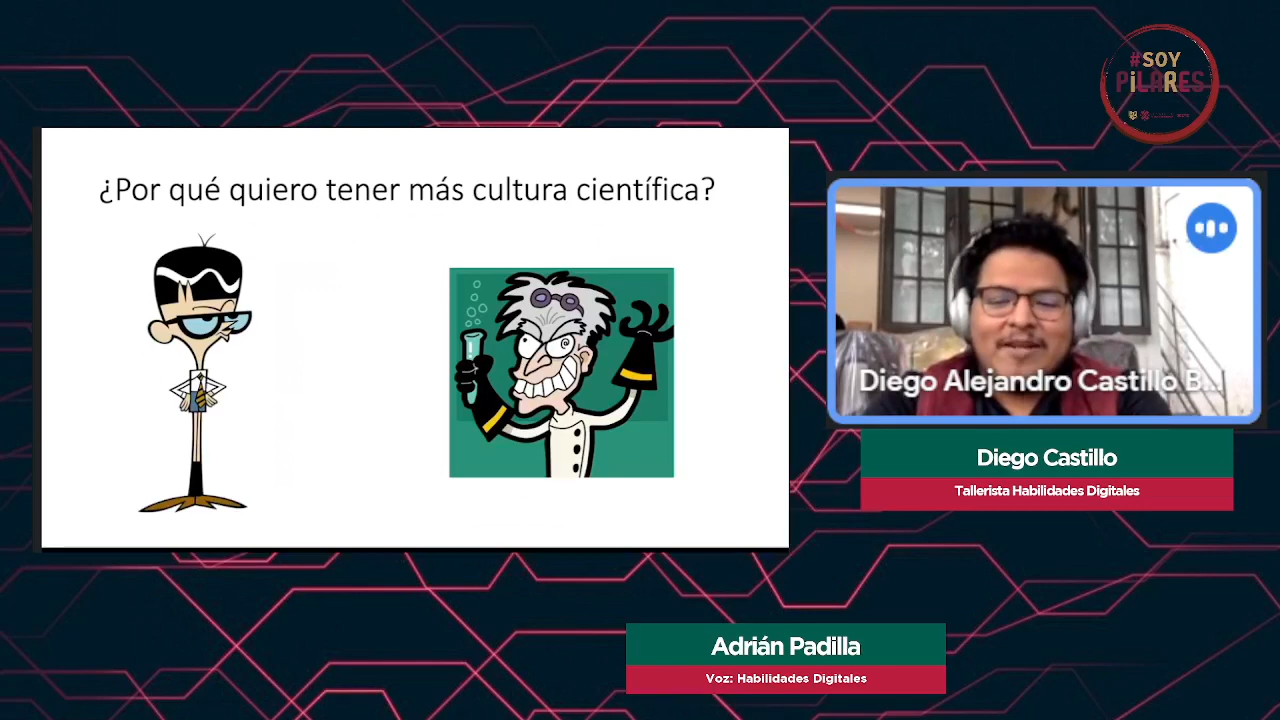 #SOY
PiLARES
¿Por qué quiero tener más cultura científica?
Diego Alejandro Castillo B...
Diego Castillo
Tallerista Habilidades Digitales
Adrián Padilla
Voz: Habilidades Digitales